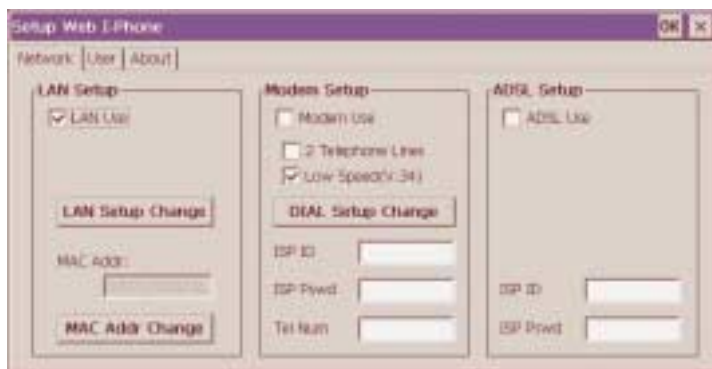 Setup Web I-Phone
OK ×
Network User About
LAN Setup
LAN Use
LAN Setup Change
MAC Addr:
MAC Addr Change
Modem Setup
Modem Use
2 Telephone Lines
Low Speed(v.34)
DIAL Setup Change
ISP ID
ISP Pswd
Tel Num
ADSL Setup
ADSL Use
ISP ID
ISP Pswd